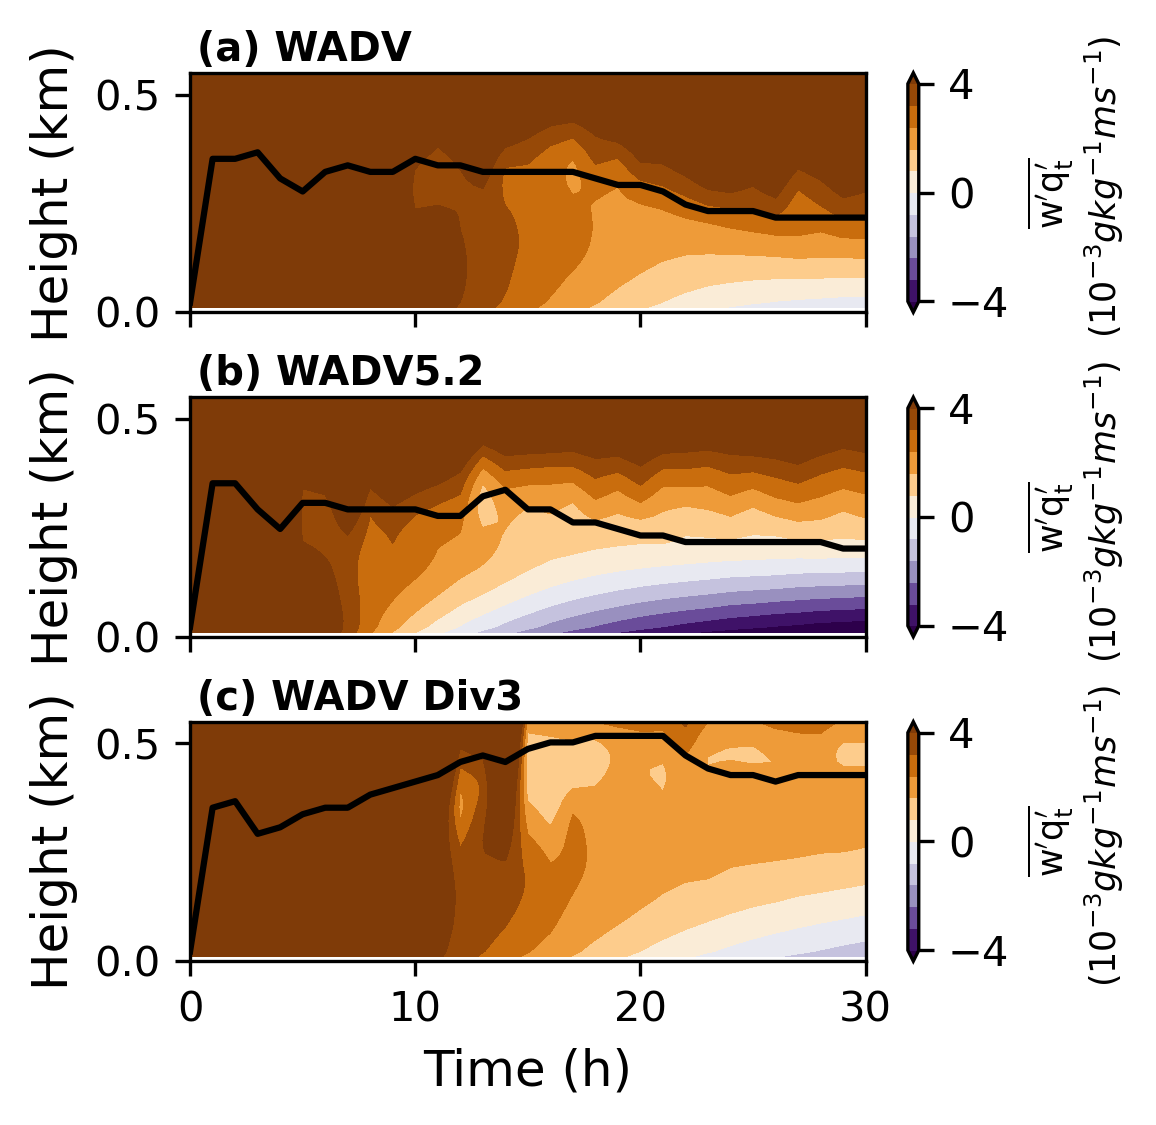 (a) WADV
Height (km)
0.5
0.0
4
0
−4
w′q′t
(10−3gkg−1ms−1)
(b) WADV5.2
Height (km)
0.5
0.0
4
0
−4
w′q′t
(10−3gkg−1ms−1)
(c) WADV Div3
Height (km)
0.5
0.0
4
0
−4
w′q′t
(10−3gkg−1ms−1)
0 10 20 30
Time (h)